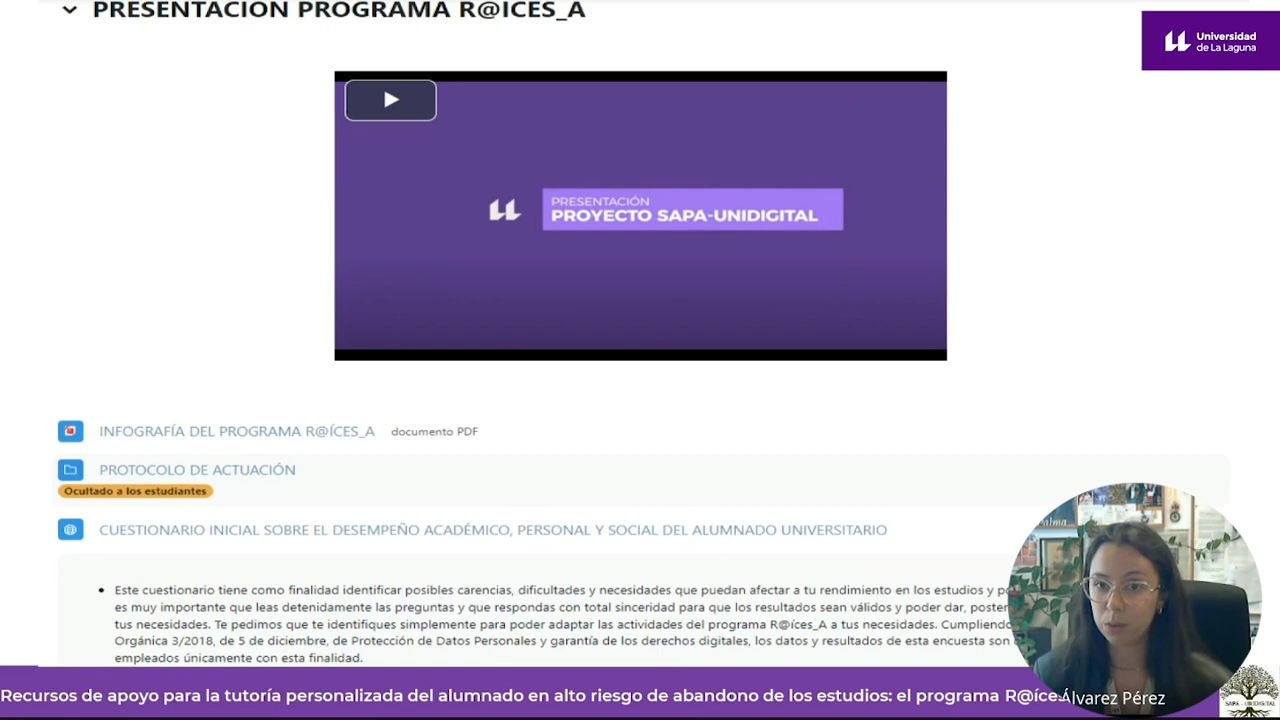 PRESENTACIÓN PROGRAMA R@ICES_A
Universidad
de La Laguna
PRESENTACIÓN
PROYECTO SAPA-UNIDIGITAL
INFOGRAFÍA DEL PROGRAMA R@ÍCES_A documento PDF
PROTOCOLO DE ACTUACIÓN
Ocultado a los estudiantes
CUESTIONARIO INICIAL SOBRE EL DESEMPEÑO ACADÉMICO, PERSONAL Y SOCIAL DEL ALUMNADO UNIVERSITARIO
Este cuestionario tiene como finalidad identificar posibles carencias, dificultades y necesidades que puedan afectar a tu rendimiento en los estudios y
es muy importante que leas detenidamente las preguntas y que respondas con total sinceridad para que los resultados sean válidos y poder dar,
tus necesidades. Te pedimos que te identifiques simplemente para poder adaptar las actividades del programa R@íces_A a tus necesidades. Cumpliendo
Orgánica 3/2018, de 5 de diciembre, de Protección de Datos Personales y garantía de los derechos digitales, los datos y resultados de esta encuesta son
empleados únicamente con esta finalidad.
Recursos de apoyo para la tutoría personalizada del alumnado en alto riesgo de abandono de los estudios: el programa
Álvarez Pérez
SAPA - UNIDIGITAL